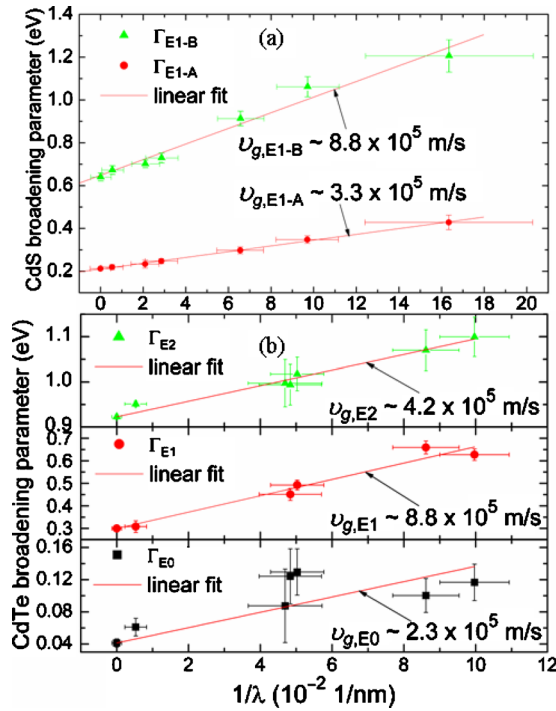 CdS broadening parameter (eV)
1.4
1.2
1.0
0.8
0.6
0.4
0.2
Γ_E1-B
Γ_E1-A
linear fit
(a)
υ_g,E1-B ~ 8.8 x 10^5 m/s
υ_g,E1-A ~ 3.3 x 10^5 m/s
0 2 4 6 8 10 12 14 16 18 20
CdTe broadening parameter (eV)
1.1
1.0
0.9
Γ_E2
linear fit
(b)
υ_g,E2 ~ 4.2 x 10^5 m/s
0.7
0.6
0.5
0.4
0.3
Γ_E1
linear fit
υ_g,E1 ~ 8.8 x 10^5 m/s
0.16
0.12
0.08
0.04
Γ_E0
linear fit
υ_g,E0 ~ 2.3 x 10^5 m/s
0 2 4 6 8 10 12
1/λ (10^-2 1/nm)